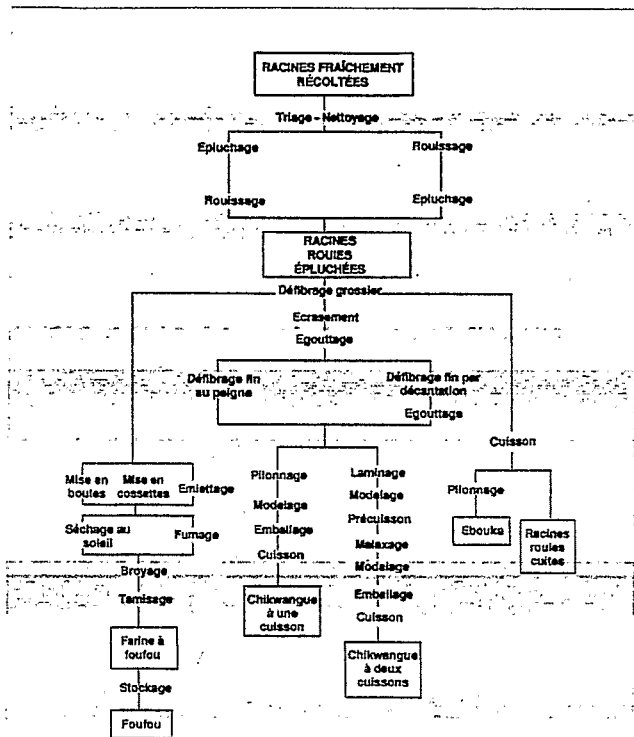 RACINES FRAÎCHEMENT
RÉCOLTÉES
Triage - Nettoyage
Epluchage
Rouissage
Rouissage
Epluchage
RACINES
ROUIES
ÉPLUCHÉES
Défibrage grossier
Ecrasement
Egouttage
Défibrage fin
au peigne
Défibrage fin par
décantation
Egouttage
Mise en
boules
Mise en
cossettes
Emiettage
Séchage au
soleil
Fumage
Broyage
Tamisage
Farine à
foufou
Stockage
Foufou
Pilonnage
Modelage
Emballage
Cuisson
Chikwangue
à une
cuisson
Laminage
Modelage
Précuisson
Malaxage
Modelage
Emballage
Cuisson
Chikwangue
à deux
cuissons
Cuisson
Pilonnage
Ebouka
Racines
rouies
cuites